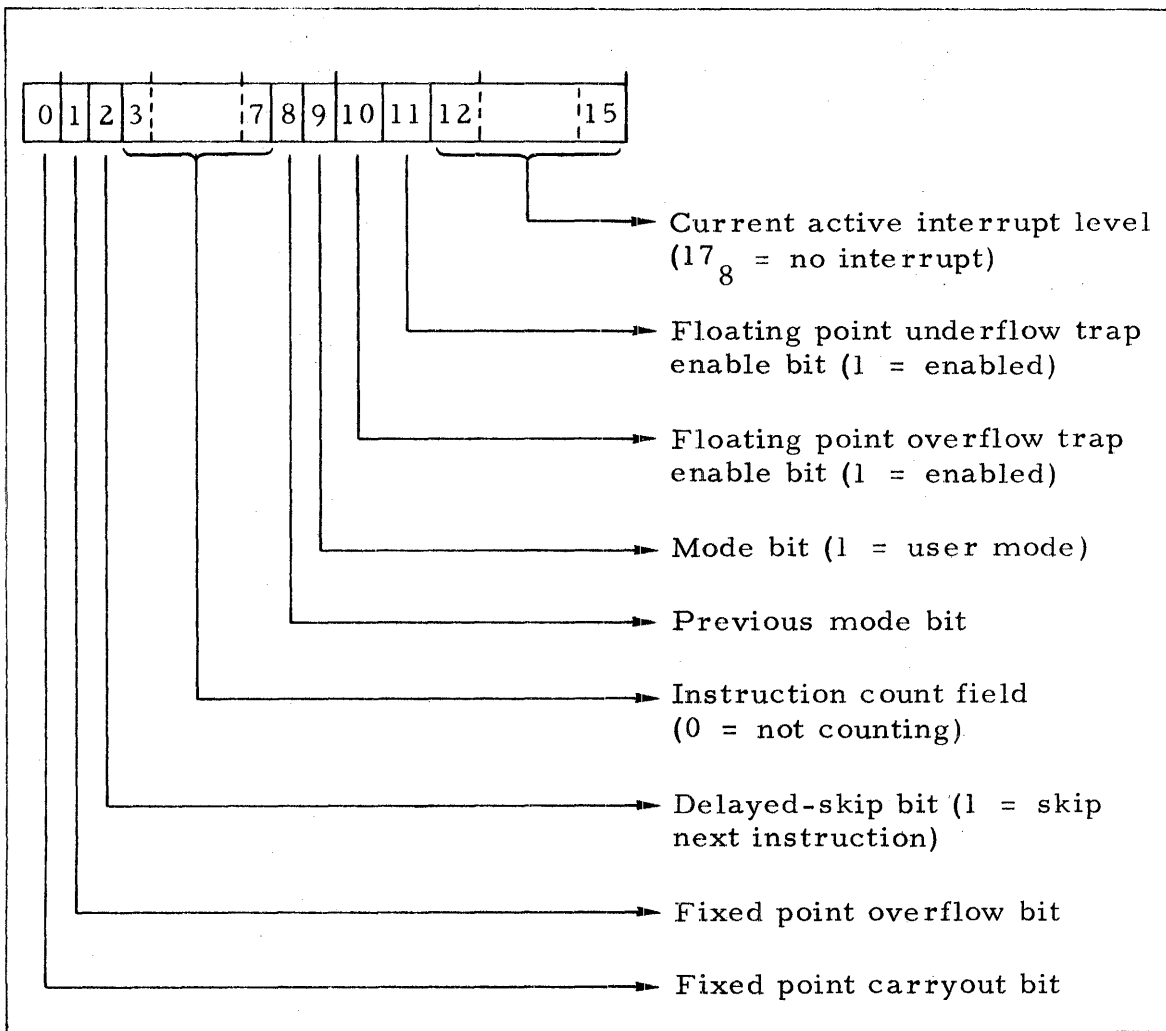 0 1 2 3 7 8 9 10 11 12 15
Current active interrupt level
(17₈ = no interrupt)
Floating point underflow trap
enable bit (1 = enabled)
Floating point overflow trap
enable bit (1 = enabled)
Mode bit (1 = user mode)
Previous mode bit
Instruction count field
(0 = not counting)
Delayed-skip bit (1 = skip
next instruction)
Fixed point overflow bit
Fixed point carryout bit